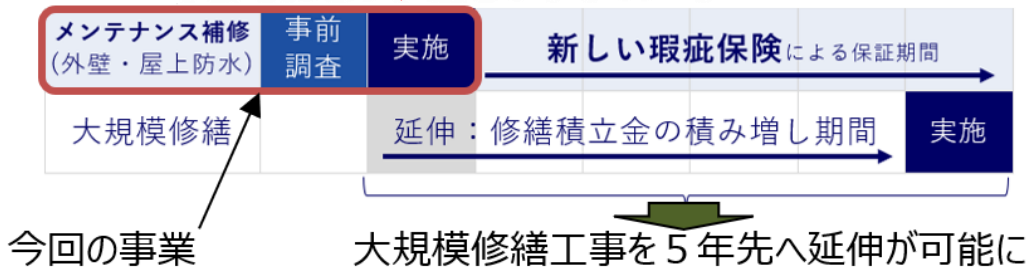 メンテナンス補修
(外壁・屋上防水)
事前
調査
実施
新しい瑕疵保険による保証期間
大規模修繕
延伸：修繕積立金の積み増し期間
実施
今回の事業
大規模修繕工事を５年先へ延伸が可能に